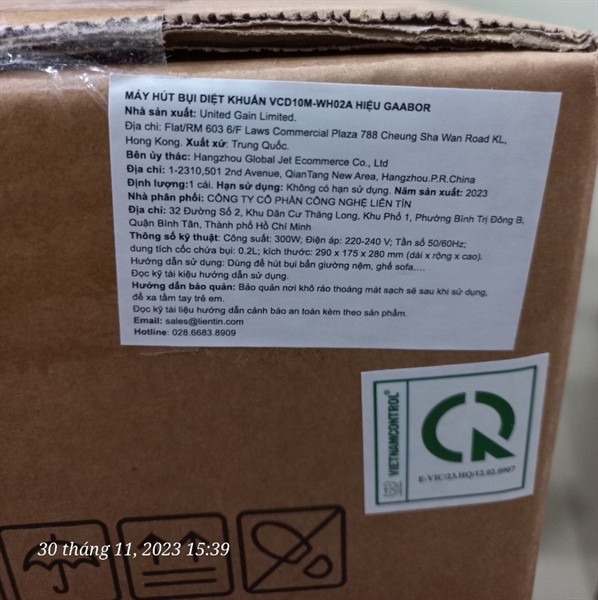 MÁY HÚT BỤI DIỆT KHUẨN VCD10M-WH02A HIỆU GAABOR
Nhà sản xuất: United Gain Limited.
Địa chỉ: Flat/RM 603 6/F Laws Commercial Plaza 788 Cheung Sha Wan Road KL,
Hong Kong. Xuất xứ: Trung Quốc.
Bên ủy thác: Hangzhou Global Jet Ecommerce Co., Ltd
Địa chỉ: 1-2310,501 2nd Avenue, QianTang New Area, Hangzhou.P.R.China
Định lượng:1 cái. Hạn sử dụng: Không có hạn sử dụng. Năm sản xuất: 2023
Nhà phân phối: CÔNG TY CỔ PHẦN CÔNG NGHỆ LIÊN TÍN
Địa chỉ: 32 Đường Số 2, Khu Dân Cư Thăng Long, Khu Phố 1, Phường Bình Trị Đông B,
Quận Bình Tân, Thành phố Hồ Chí Minh
Thông số kỹ thuật: Công suất: 300W; Điện áp: 220-240 V; Tần số 50/60Hz;
dung tích cốc chứa bụi: 0.2L; kích thước: 290 x 175 x 280 mm (dài x rộng x cao).
Hướng dẫn sử dụng: Dùng để hút bụi bẩn giường nệm, ghế sofa....
Đọc kỹ tài kiệu hướng dẫn sử dụng.
Hướng dẫn bảo quản: Bảo quản nơi khô ráo thoáng mát sạch sẽ sau khi sử dụng,
để xa tầm tay trẻ em.
Đọc kỹ tài liệu hướng dẫn cảnh báo an toàn kèm theo sản phẩm.
Email: sales@lientin.com
Hotline: 028.6683.8909
VIETNAMCONTROL®
CR
E-VIC/2A HQ/12.02.0907
30 tháng 11, 2023 15:39